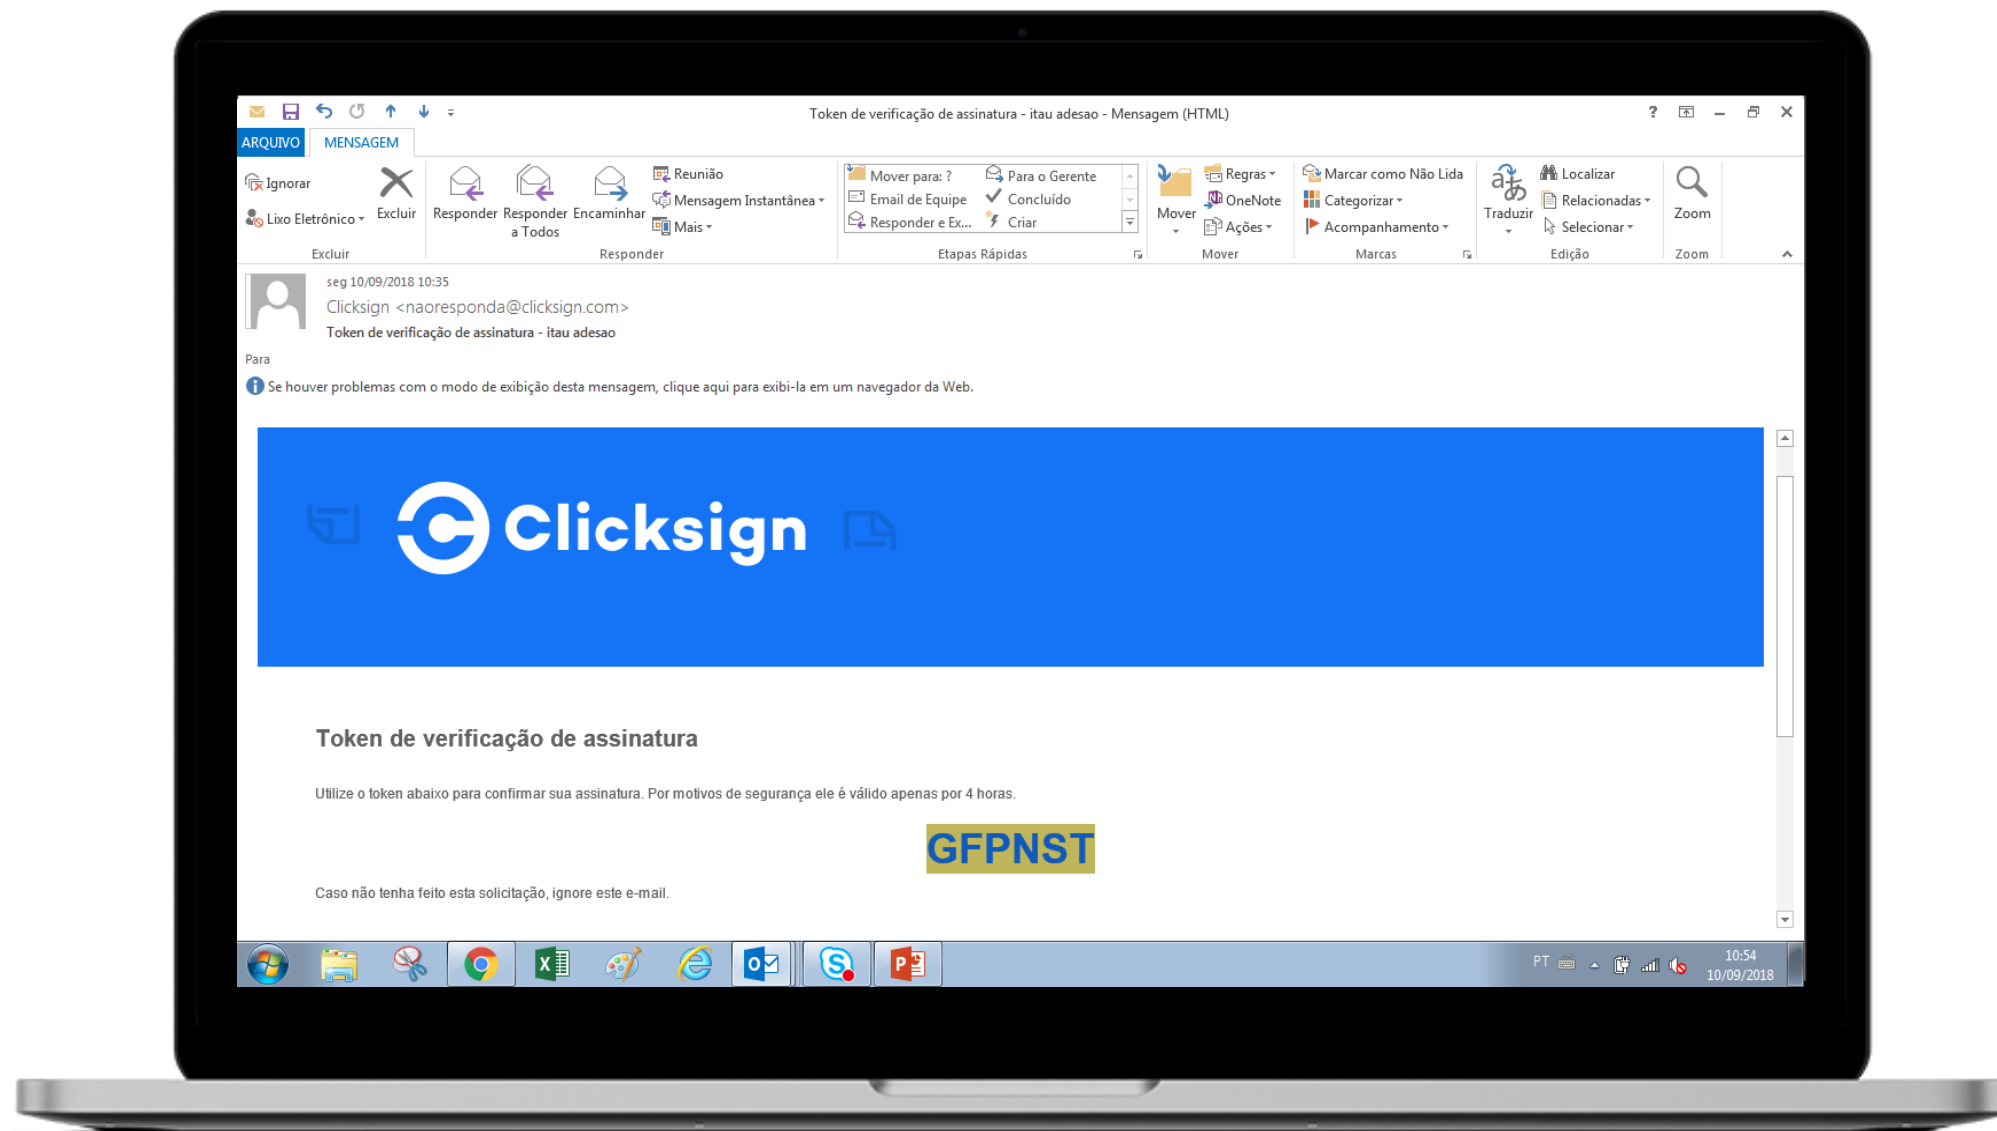 Token de verificação de assinatura - itau adesao - Mensagem (HTML)
ARQUIVO MENSAGEM
Ignorar
Lixo Eletrônico
Excluir
Excluir
Responder
Responder a Todos
Encaminhar
Reunião
Mensagem Instantânea
Mais
Responder
Mover para: ?
Email de Equipe
Responder e Ex...
Para o Gerente
Concluído
Criar
Etapas Rápidas
Mover
Regras
OneNote
Ações
Mover
Marcar como Não Lida
Categorizar
Acompanhamento
Marcas
Traduzir
Localizar
Relacionadas
Selecionar
Edição
Zoom
Zoom
seg 10/09/2018 10:35
Clicksign <naoresponda@clicksign.com>
Token de verificação de assinatura - itau adesao
Para
Se houver problemas com o modo de exibição desta mensagem, clique aqui para exibi-la em um navegador da Web.
Clicksign
Token de verificação de assinatura
Utilize o token abaixo para confirmar sua assinatura. Por motivos de segurança ele é válido apenas por 4 horas.
GFPNST
Caso não tenha feito esta solicitação, ignore este e-mail.
PT
10:54
10/09/2018